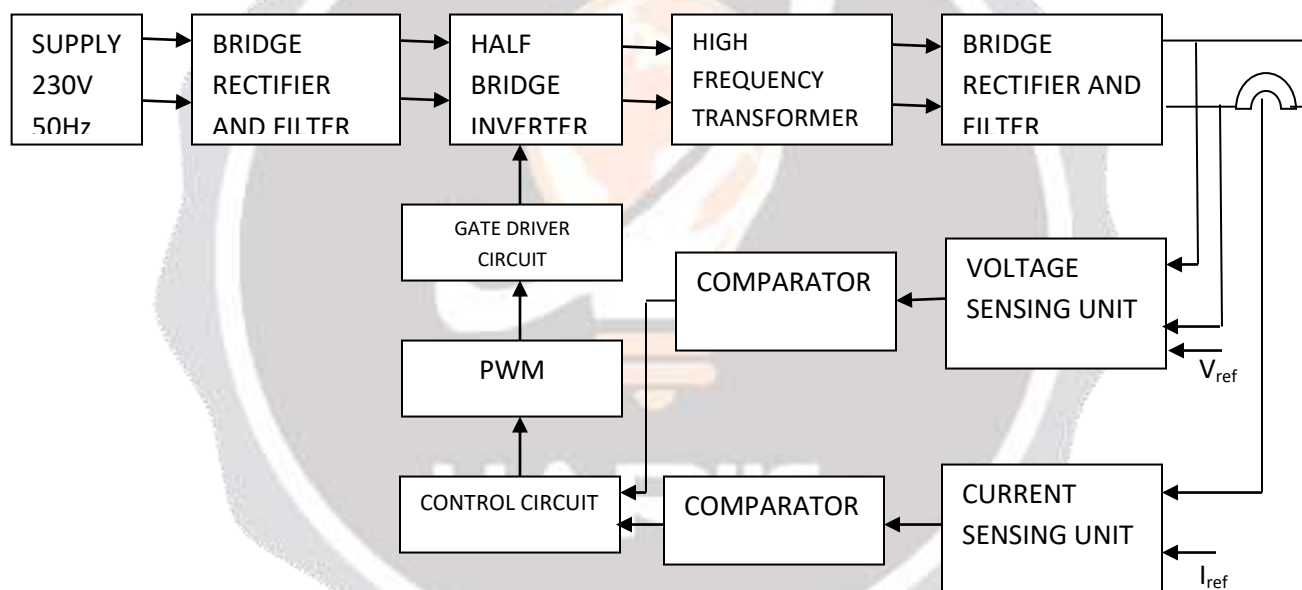 SUPPLY
230V
50Hz
BRIDGE
RECTIFIER
AND FILTER
HALF
BRIDGE
INVERTER
HIGH
FREQUENCY
TRANSFORMER
BRIDGE
RECTIFIER AND
FILTER
GATE DRIVER
CIRCUIT
COMPARATOR
VOLTAGE
SENSING UNIT
PWM
Vref
CONTROL CIRCUIT
COMPARATOR
CURRENT
SENSING UNIT
Iref